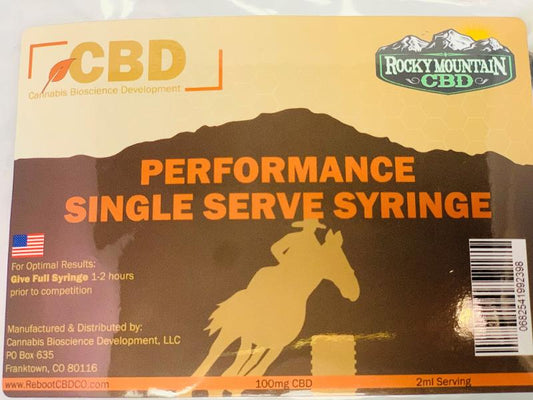 CBD
Cannabis Bioscience Development
ROCKY MOUNTAIN
CBD
PERFORMANCE
SINGLE SERVE SYRINGE
For Optimal Results:
Give Full Syringe 1-2 hours
prior to competition
Manufactured & Distributed by:
Cannabis Bioscience Development, LLC
PO Box 635
Franktown, CO 80116
www.RebootCBDCO.com
100mg CBD
2ml Serving
0682541992398